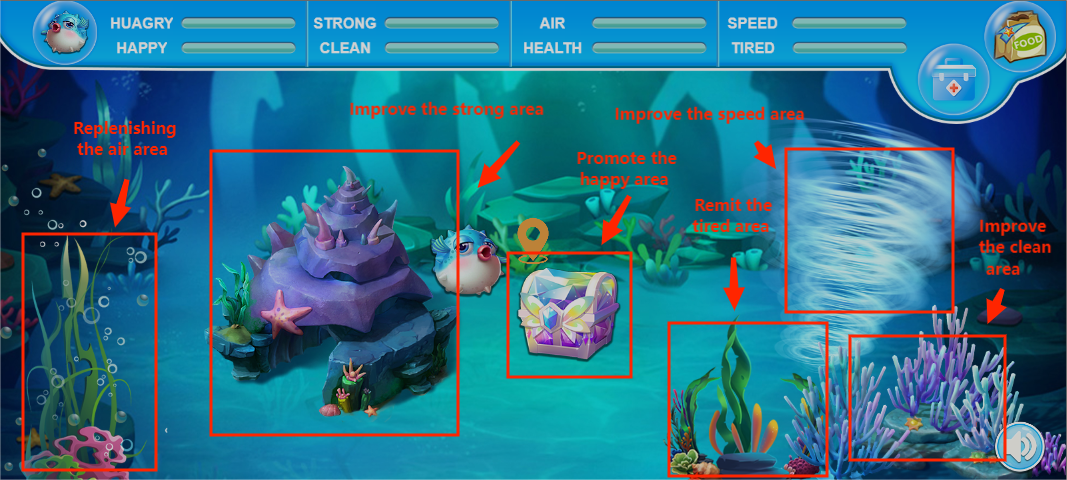 HUAGRY STRONG AIR SPEED
HAPPY CLEAN HEALTH TIRED
FOOD
Improve the strong area
Improve the speed area
Replenishing
the air area
Promote the
happy area
Remit the
tired area
Improve
the clean
area